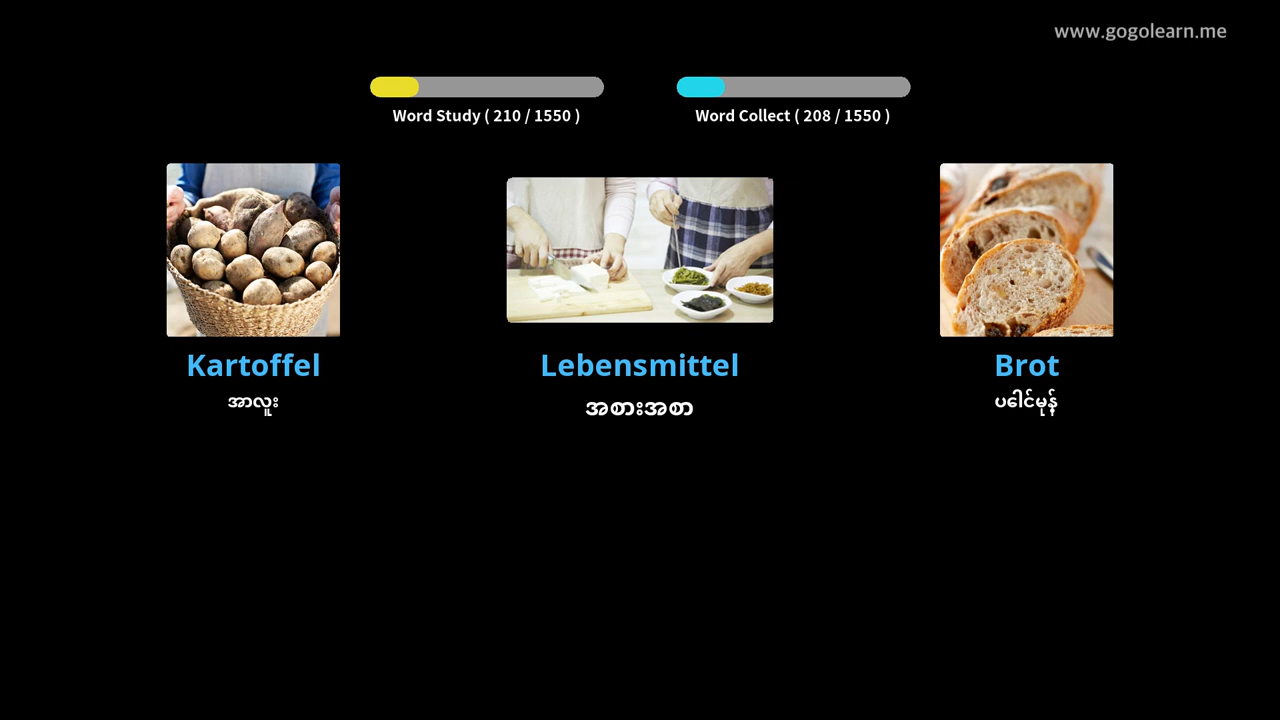 www.gogolearn.me
Word Study ( 210 / 1550 )
Word Collect ( 208 / 1550 )
Kartoffel
အာလူး
Lebensmittel
အစားအစာ
Brot
ပေါင်မုန့်